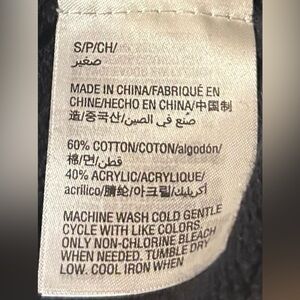 S/P/CH/
صغير
MADE IN CHINA/FABRIQUÉ EN
CHINE/HECHO EN CHINA/中国制
造/중국산/صنع في الصين
60% COTTON/COTON/algodón/
棉/면/قطن
40% ACRYLIC/ACRYLIQUE/
acrílico/腈纶/아크릴/أكريليك
MACHINE WASH COLD GENTLE
CYCLE WITH LIKE COLORS.
ONLY NON-CHLORINE BLEACH
WHEN NEEDED. TUMBLE DRY
LOW. COOL IRON WHEN